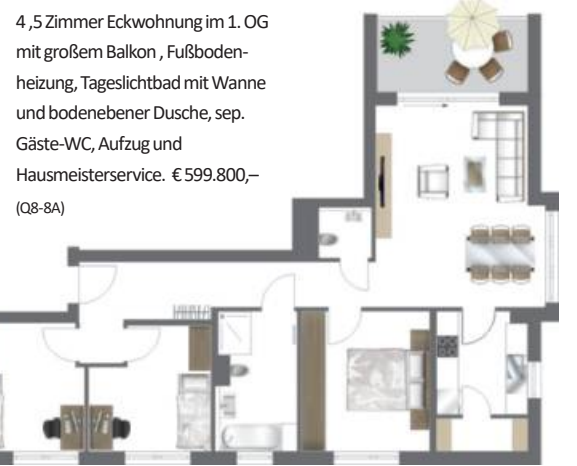 4 ,5 Zimmer Eckwohnung im 1. OG
mit großem Balkon , Fußboden-
heizung, Tageslichtbad mit Wanne
und bodenebener Dusche, sep.
Gäste-WC, Aufzug und
Hausmeisterservice. € 599.800,–
(Q8-8A)